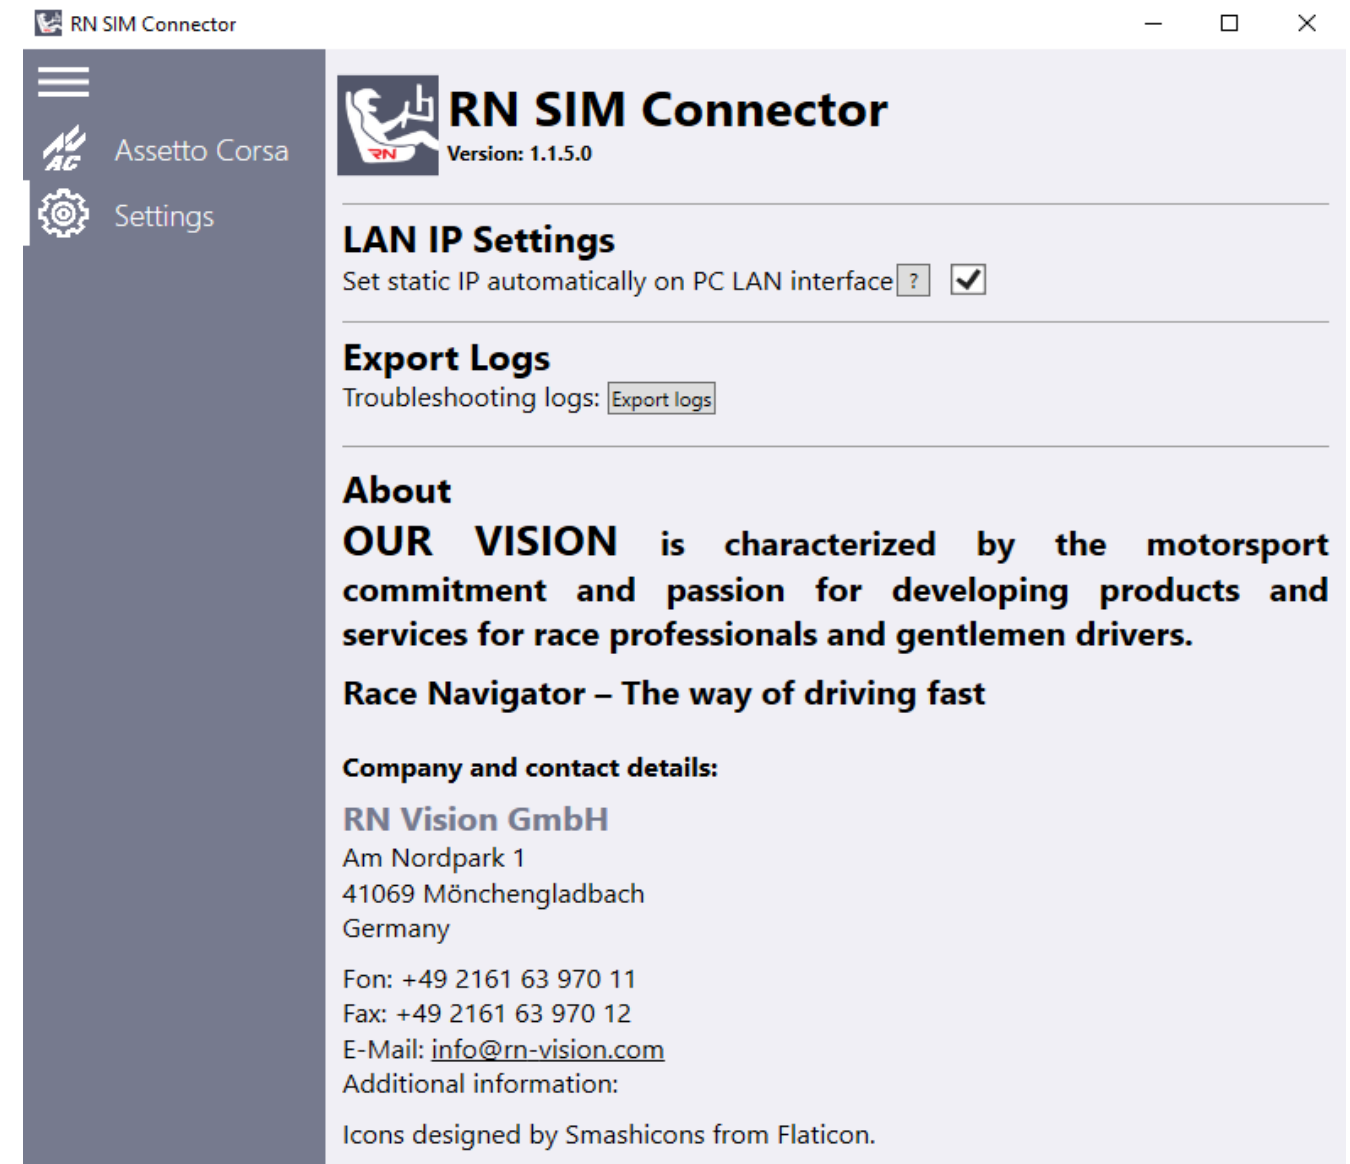 RN SIM Connector
AC
Assetto Corsa
Settings
RN
RN SIM Connector
Version: 1.1.5.0
LAN IP Settings
Set static IP automatically on PC LAN interface ?
Export Logs
Troubleshooting logs: Export logs
About
OUR VISION is characterized by the motorsport
commitment and passion for developing products and
services for race professionals and gentlemen drivers.
Race Navigator – The way of driving fast
Company and contact details:
RN Vision GmbH
Am Nordpark 1
41069 Mönchengladbach
Germany
Fon: +49 2161 63 970 11
Fax: +49 2161 63 970 12
E-Mail: info@rn-vision.com
Additional information:
Icons designed by Smashicons from Flaticon.